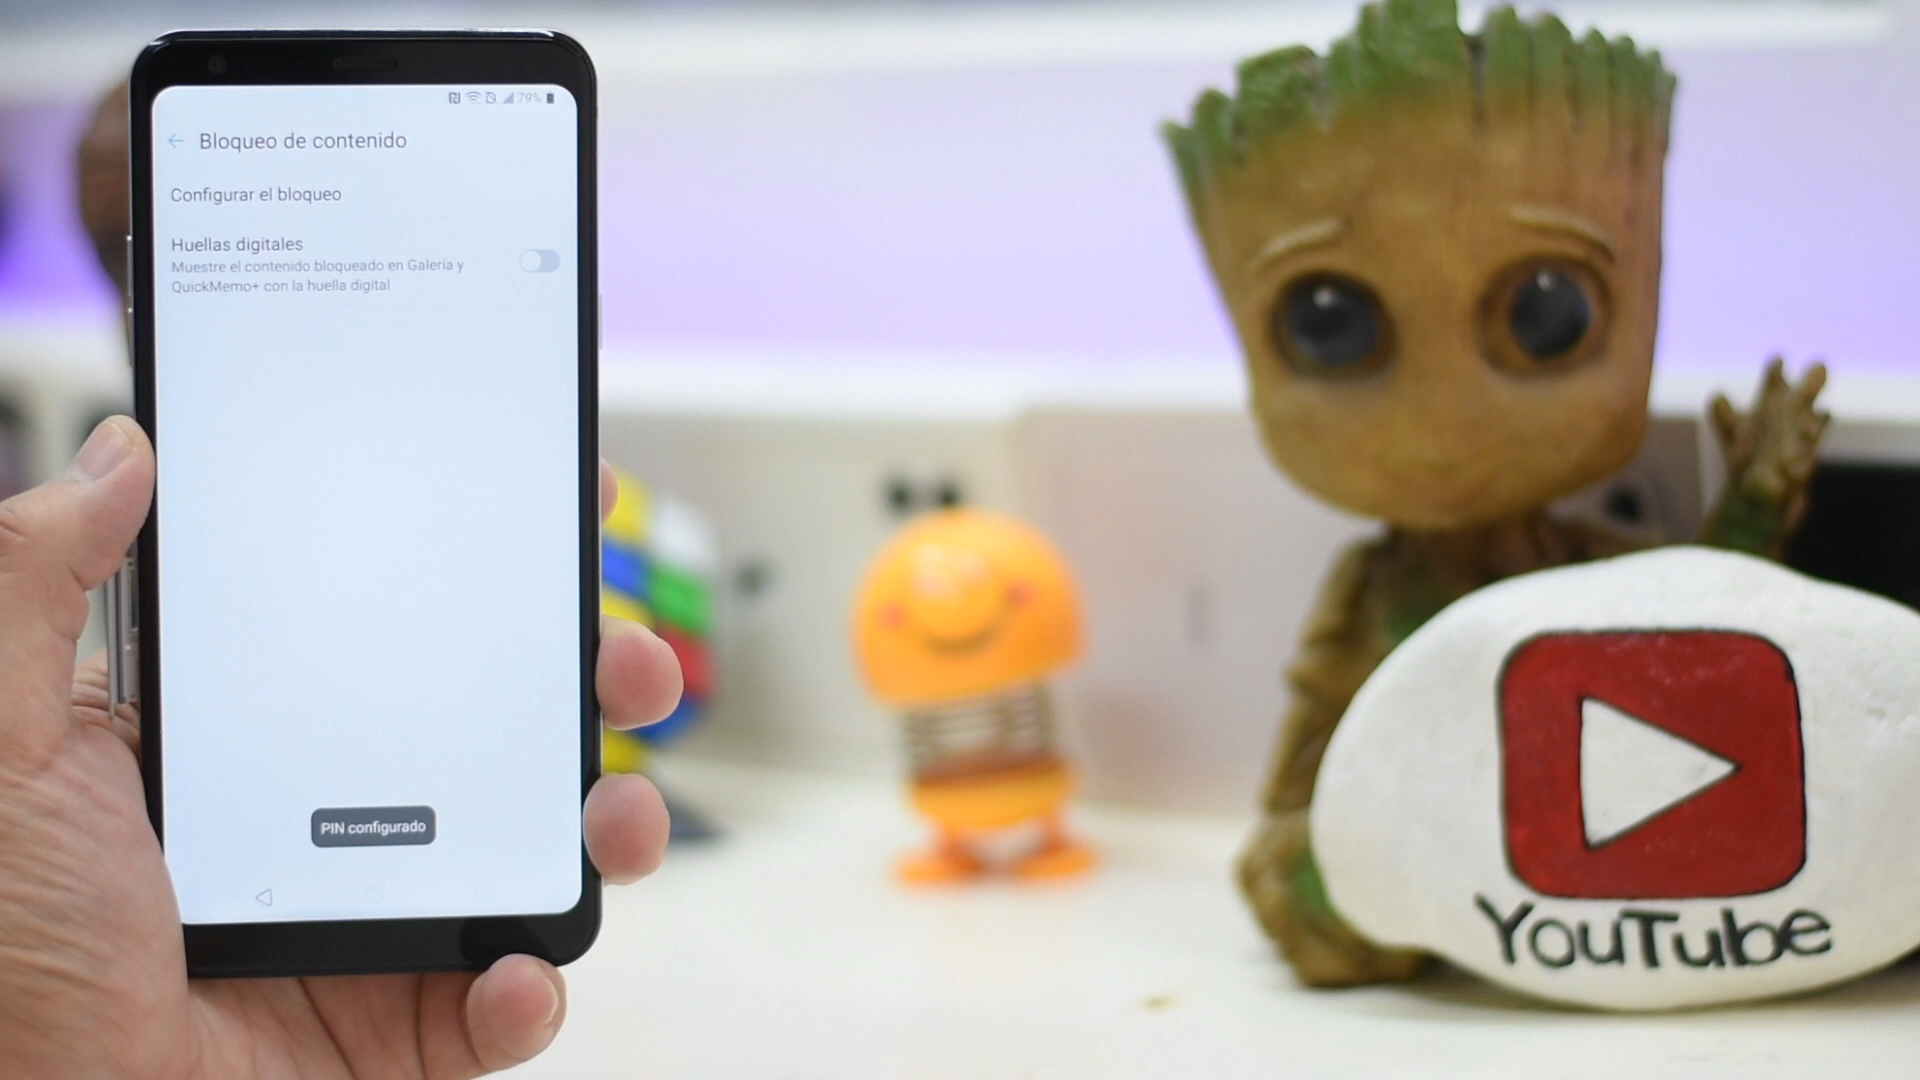 79%
Bloqueo de contenido
Configurar el bloqueo
Huellas digitales
Muestre el contenido bloqueado en Galería y
QuickMemo+ con la huella digital
PIN configurado
YouTube